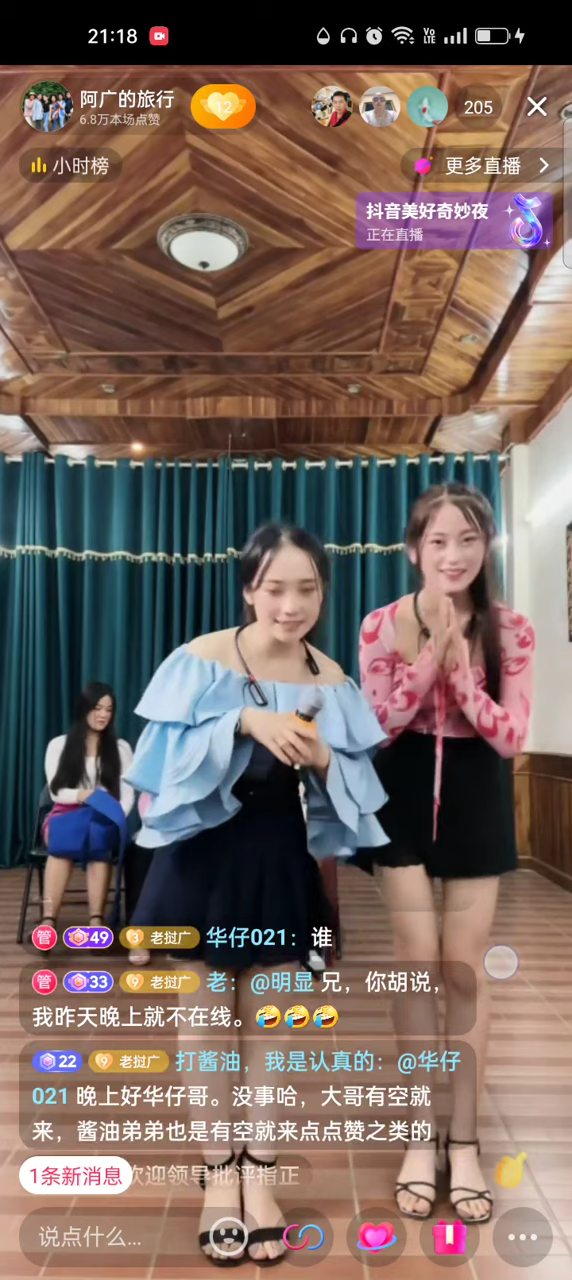 21:18
Vo
LTE
阿广的旅行
6.8万本场点赞
12
205
小时榜
更多直播
抖音美好奇妙夜
正在直播
管 49 3 老挝广 华仔021：谁
管 33 9 老挝广 老：@明显 兄，你胡说，
我昨天晚上就不在线。🤣🤣🤣
22 9 老挝广 打酱油，我是认真的：@华仔
021 晚上好华仔哥。没事哈，大哥有空就
来，酱油弟弟也是有空就来点点赞之类的
1条新消息 欢迎领导批评指正
说点什么...